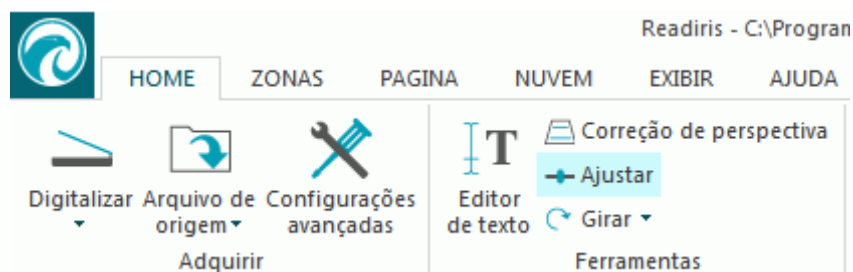 Readiris - C:\Program
HOME ZONAS PAGINA NUVEM EXIBIR AJUDA
Digitalizar
Arquivo de origem
Configurações avançadas
Editor de texto
Correção de perspectiva
Ajustar
Girar
Adquirir
Ferramentas